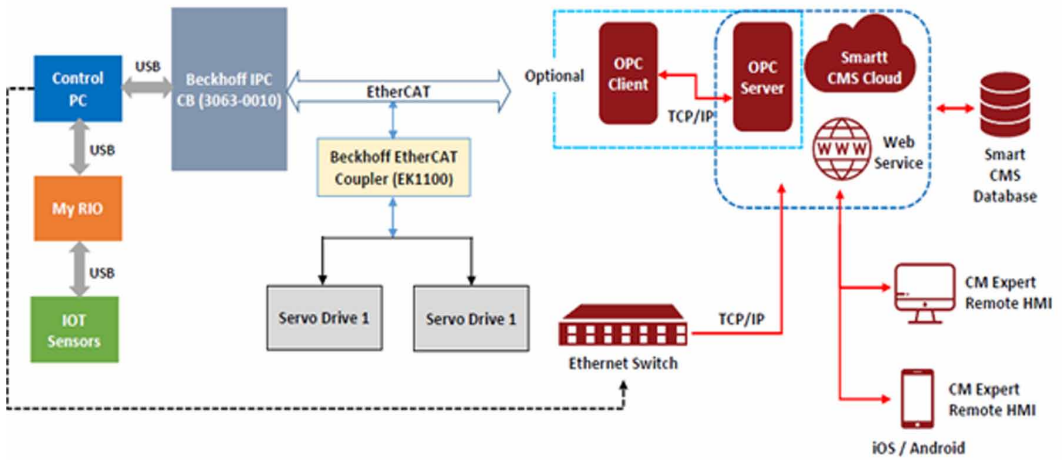 Control
PC
USB
Beckhoff IPC
CB (3063-0010)
EtherCAT
Optional
OPC
Client
TCP/IP
OPC
Server
Smartt
CMS Cloud
WWW
Web
Service
Smart
CMS
Database
USB
Beckhoff EtherCAT
Coupler (EK1100)
My RIO
USB
IOT
Sensors
Servo Drive 1
Servo Drive 1
TCP/IP
Ethernet Switch
CM Expert
Remote HMI
CM Expert
Remote HMI
iOS / Android